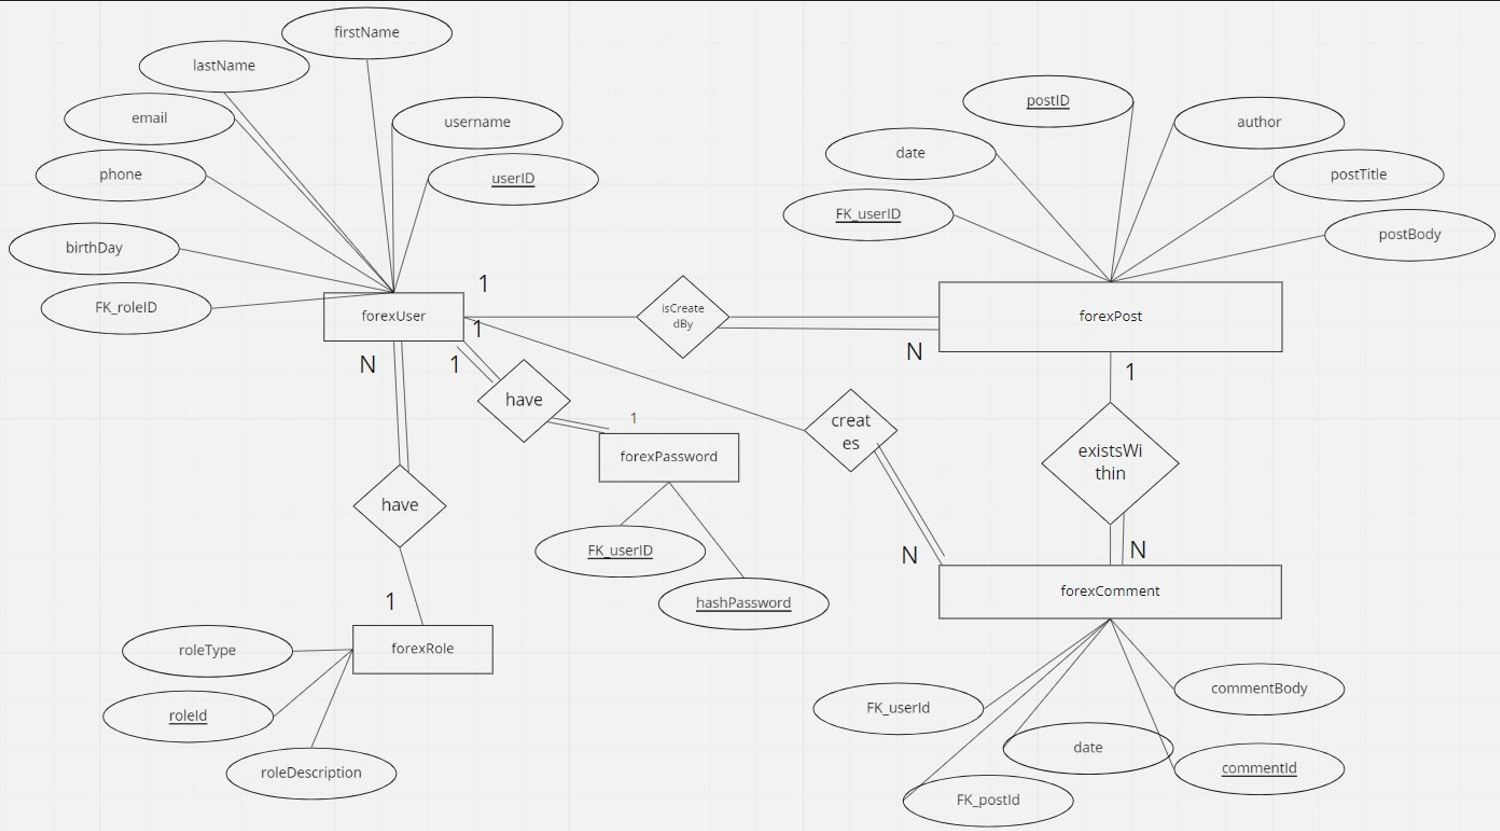 firstName
lastName
email
username
phone
userID
birthDay
FK_roleID
postID
author
date
postTitle
FK_userID
postBody
1
forexUser
1
isCreate
dBy
forexPost
N
N
1
1
have
1
creat
es
forexPassword
existsWi
thin
have
FK_userID
hashPassword
N
N
forexComment
1
forexRole
roleType
roleId
roleDescription
FK_userId
commentBody
date
commentId
FK_postId